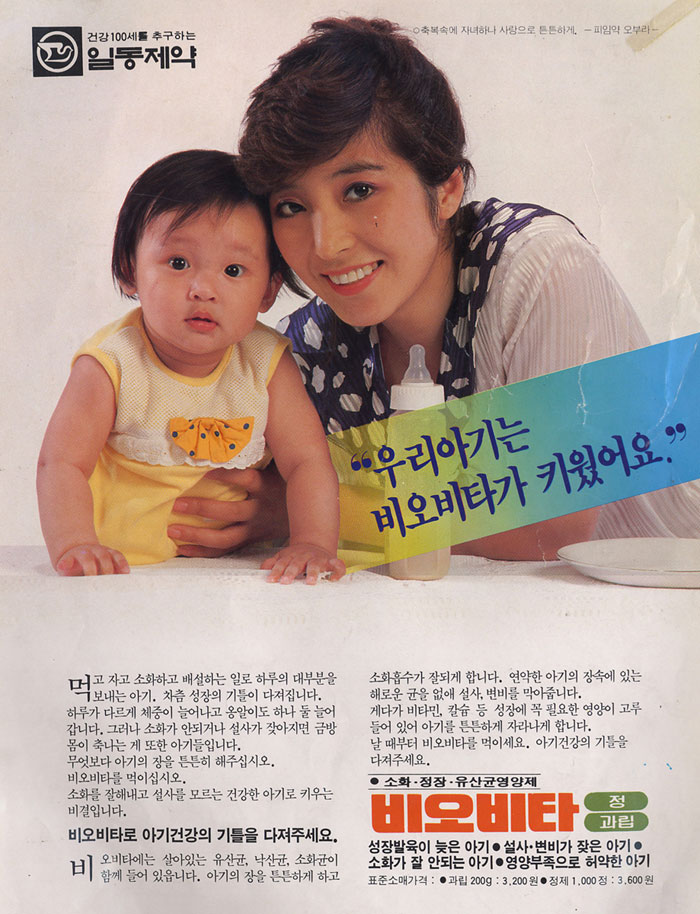 건강 100세를 추구하는
일동제약
○축복속에 자녀하나 사랑으로 튼튼하게. — 피임약 오부라 —
“우리아기는
비오비타가 키웠어요.”
먹고 자고 소화하고 배설하는 일로 하루의 대부분을
보내는 아기. 차츰 성장의 기틀이 다져집니다.
하루가 다르게 체중이 늘어나고 옹알이도 하나 둘 늘어
갑니다. 그러나 소화가 안되거나 설사가 잦아지면 금방
몸이 축나는 게 또한 아기들입니다.
무엇보다 아기의 장을 튼튼히 해주십시오.
비오비타를 먹이십시오.
소화를 잘해내고 설사를 모르는 건강한 아기로 키우는
비결입니다.
비오비타로 아기건강의 기틀을 다져주세요.
비오비타에는 살아있는 유산균, 낙산균, 소화균이
함께 들어 있읍니다. 아기의 장을 튼튼하게 하고
소화흡수가 잘되게 합니다. 연약한 아기의 장속에 있는
해로운 균을 없애 설사, 변비를 막아줍니다.
게다가 비타민, 칼슘 등 성장에 꼭 필요한 영양이 고루
들어 있어 아기를 튼튼하게 자라나게 합니다.
날 때부터 비오비타를 먹이세요. 아기건강의 기틀을
다져주세요.
● 소화·정장·유산균영양제
비오비타 정
과립
성장발육이 늦은 아기●설사·변비가 잦은 아기●
소화가 잘 안되는 아기●영양부족으로 허약한 아기
표준소매가격 : ●과립 200g : 3,200원●정제 1,000정 : 3,600원